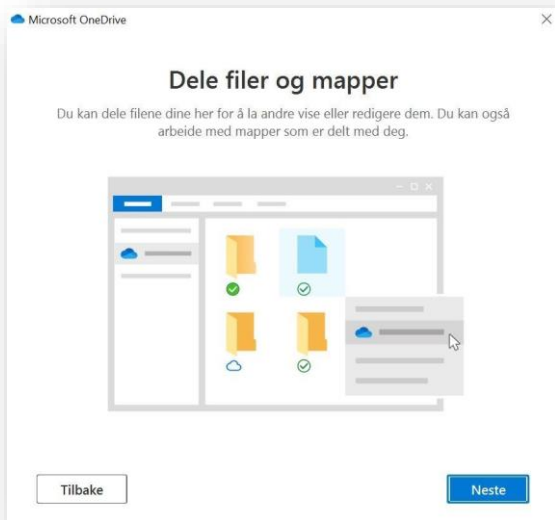 Microsoft OneDrive
Dele filer og mapper
Du kan dele filene dine her for å la andre vise eller redigere dem. Du kan også
arbeide med mapper som er delt med deg.
Tilbake
Neste